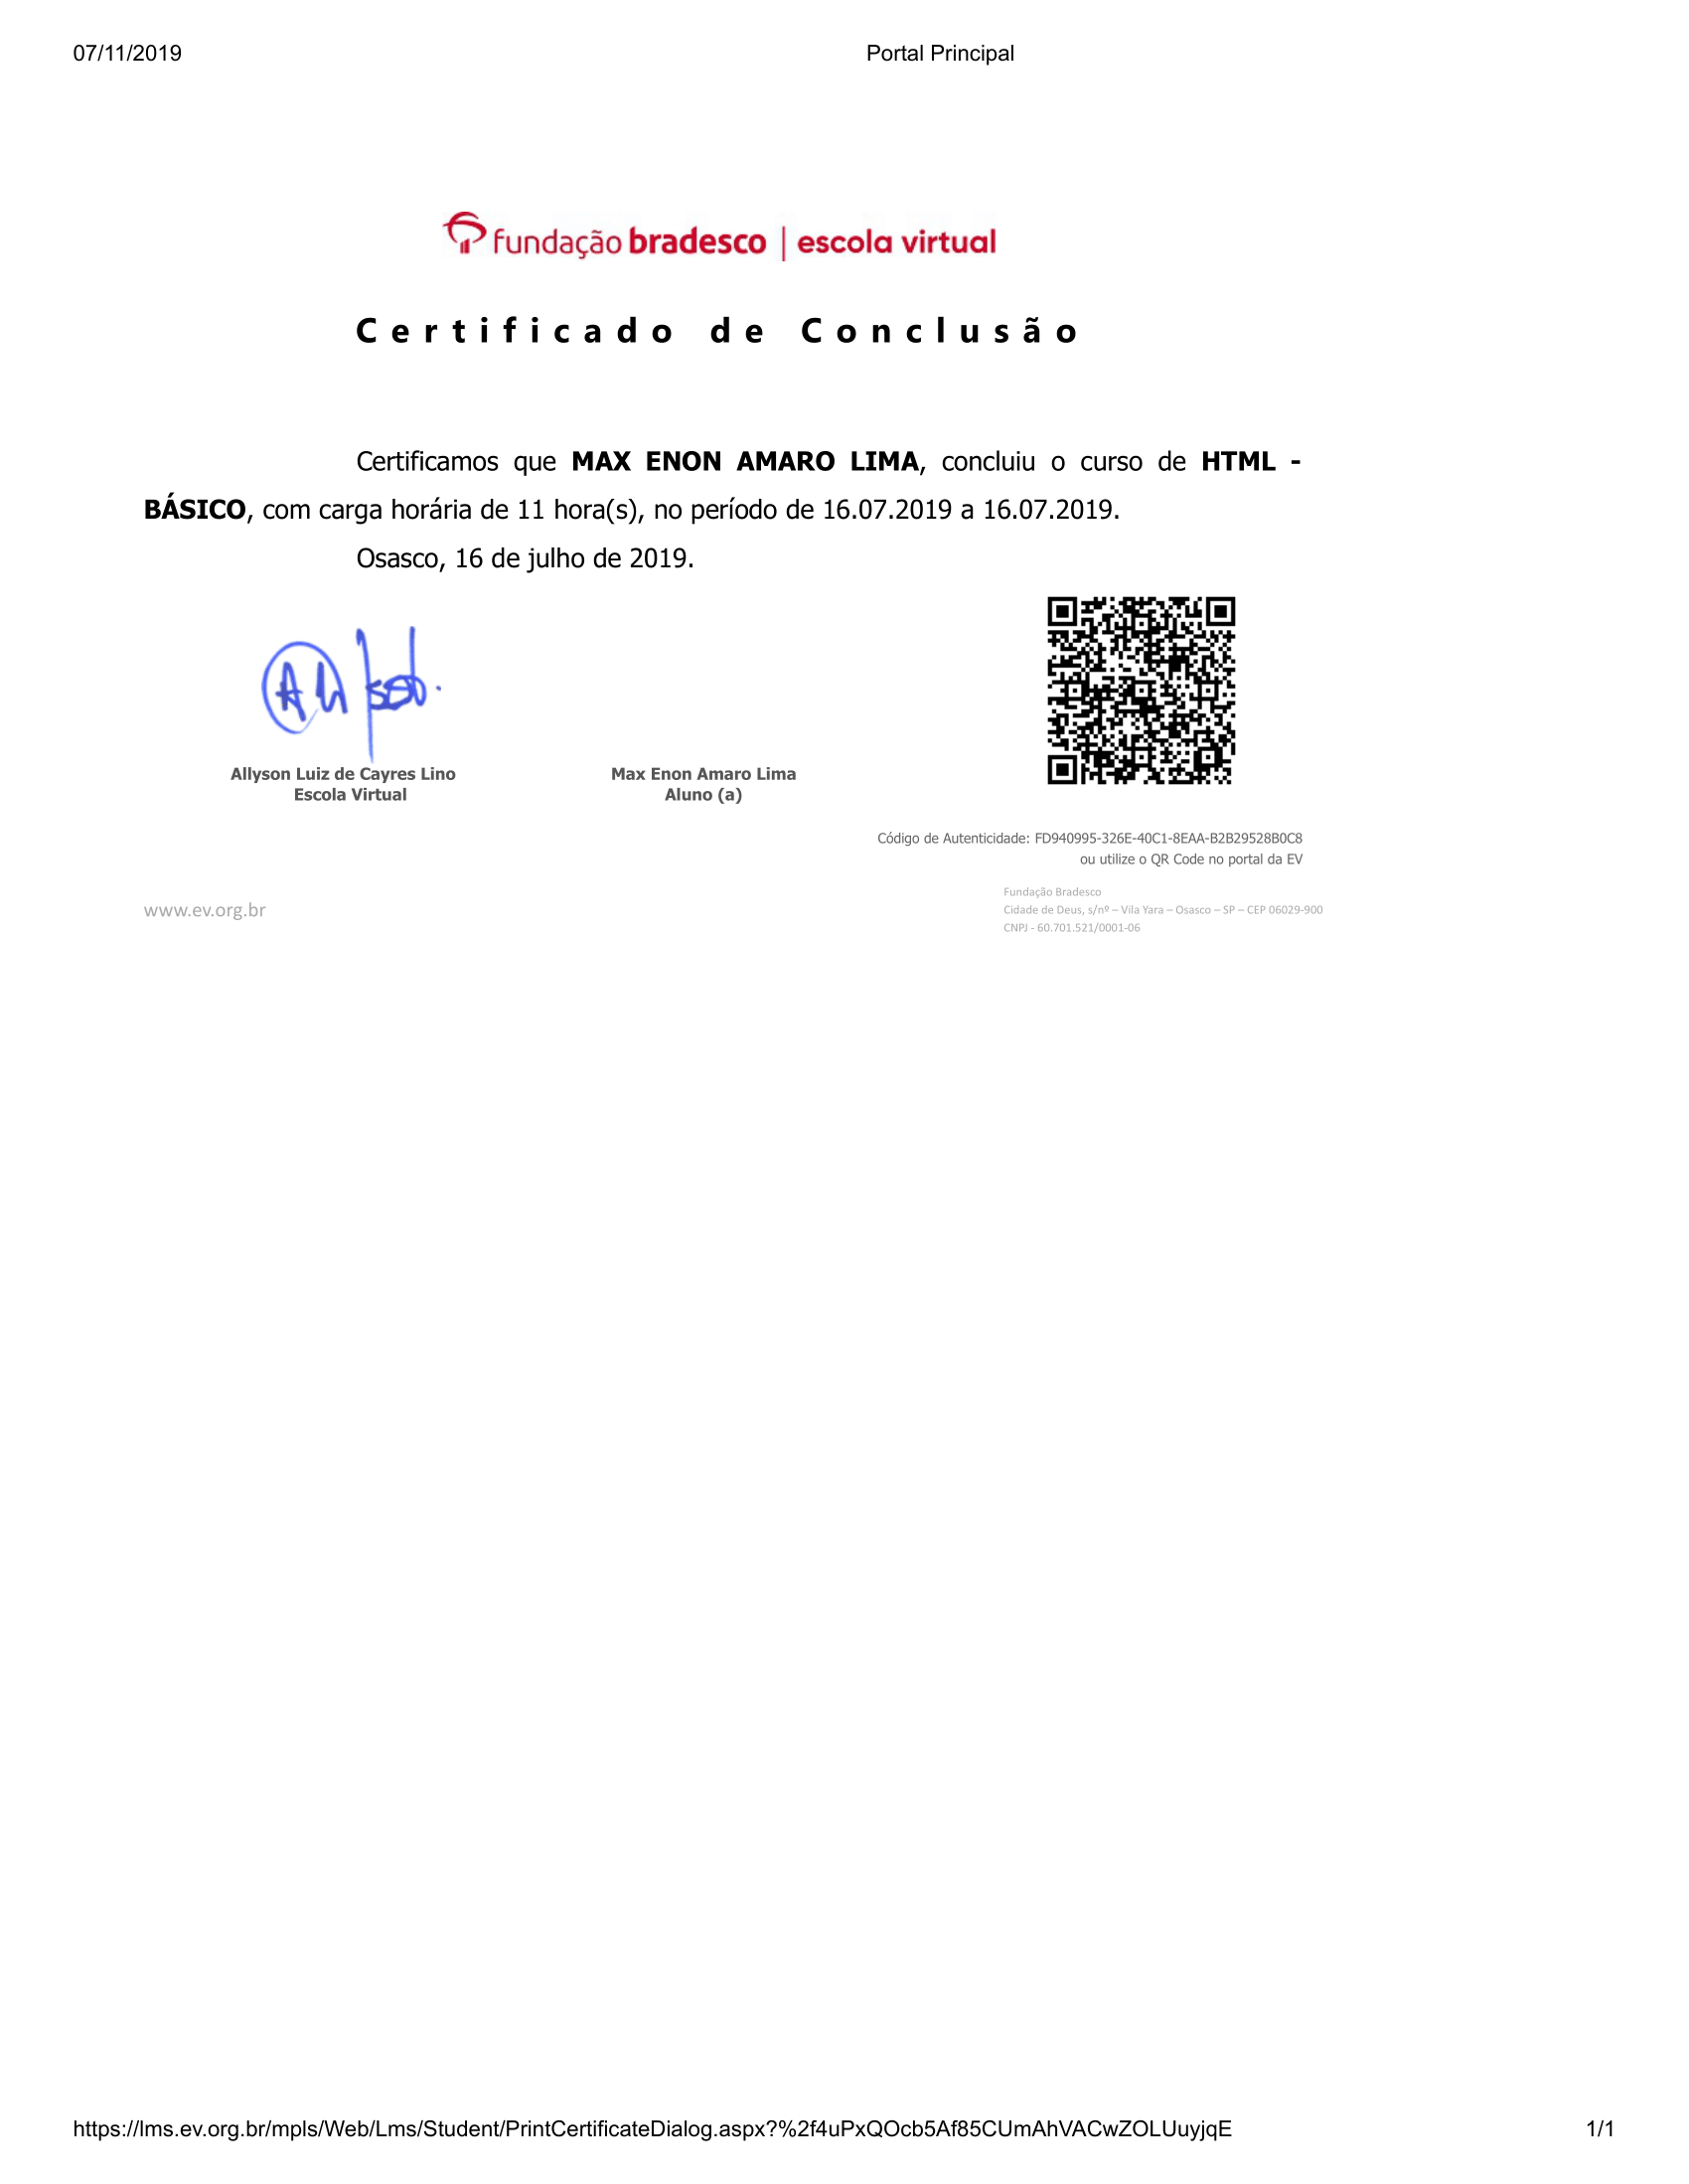 07/11/2019 Portal Principal
fundação bradesco | escola virtual
Certificado de Conclusão
Certificamos que MAX ENON AMARO LIMA, concluiu o curso de HTML -
BÁSICO, com carga horária de 11 hora(s), no período de 16.07.2019 a 16.07.2019.
Osasco, 16 de julho de 2019.
Allyson Luiz de Cayres Lino
Escola Virtual
Max Enon Amaro Lima
Aluno (a)
Código de Autenticidade: FD940995-326E-40C1-8EAA-B2B29528B0C8
ou utilize o QR Code no portal da EV
www.ev.org.br
Fundação Bradesco
Cidade de Deus, s/nº – Vila Yara – Osasco – SP – CEP 06029-900
CNPJ - 60.701.521/0001-06
https://lms.ev.org.br/mpls/Web/Lms/Student/PrintCertificateDialog.aspx?%2f4uPxQOcb5Af85CUmAhVACwZOLUuyjqE 1/1